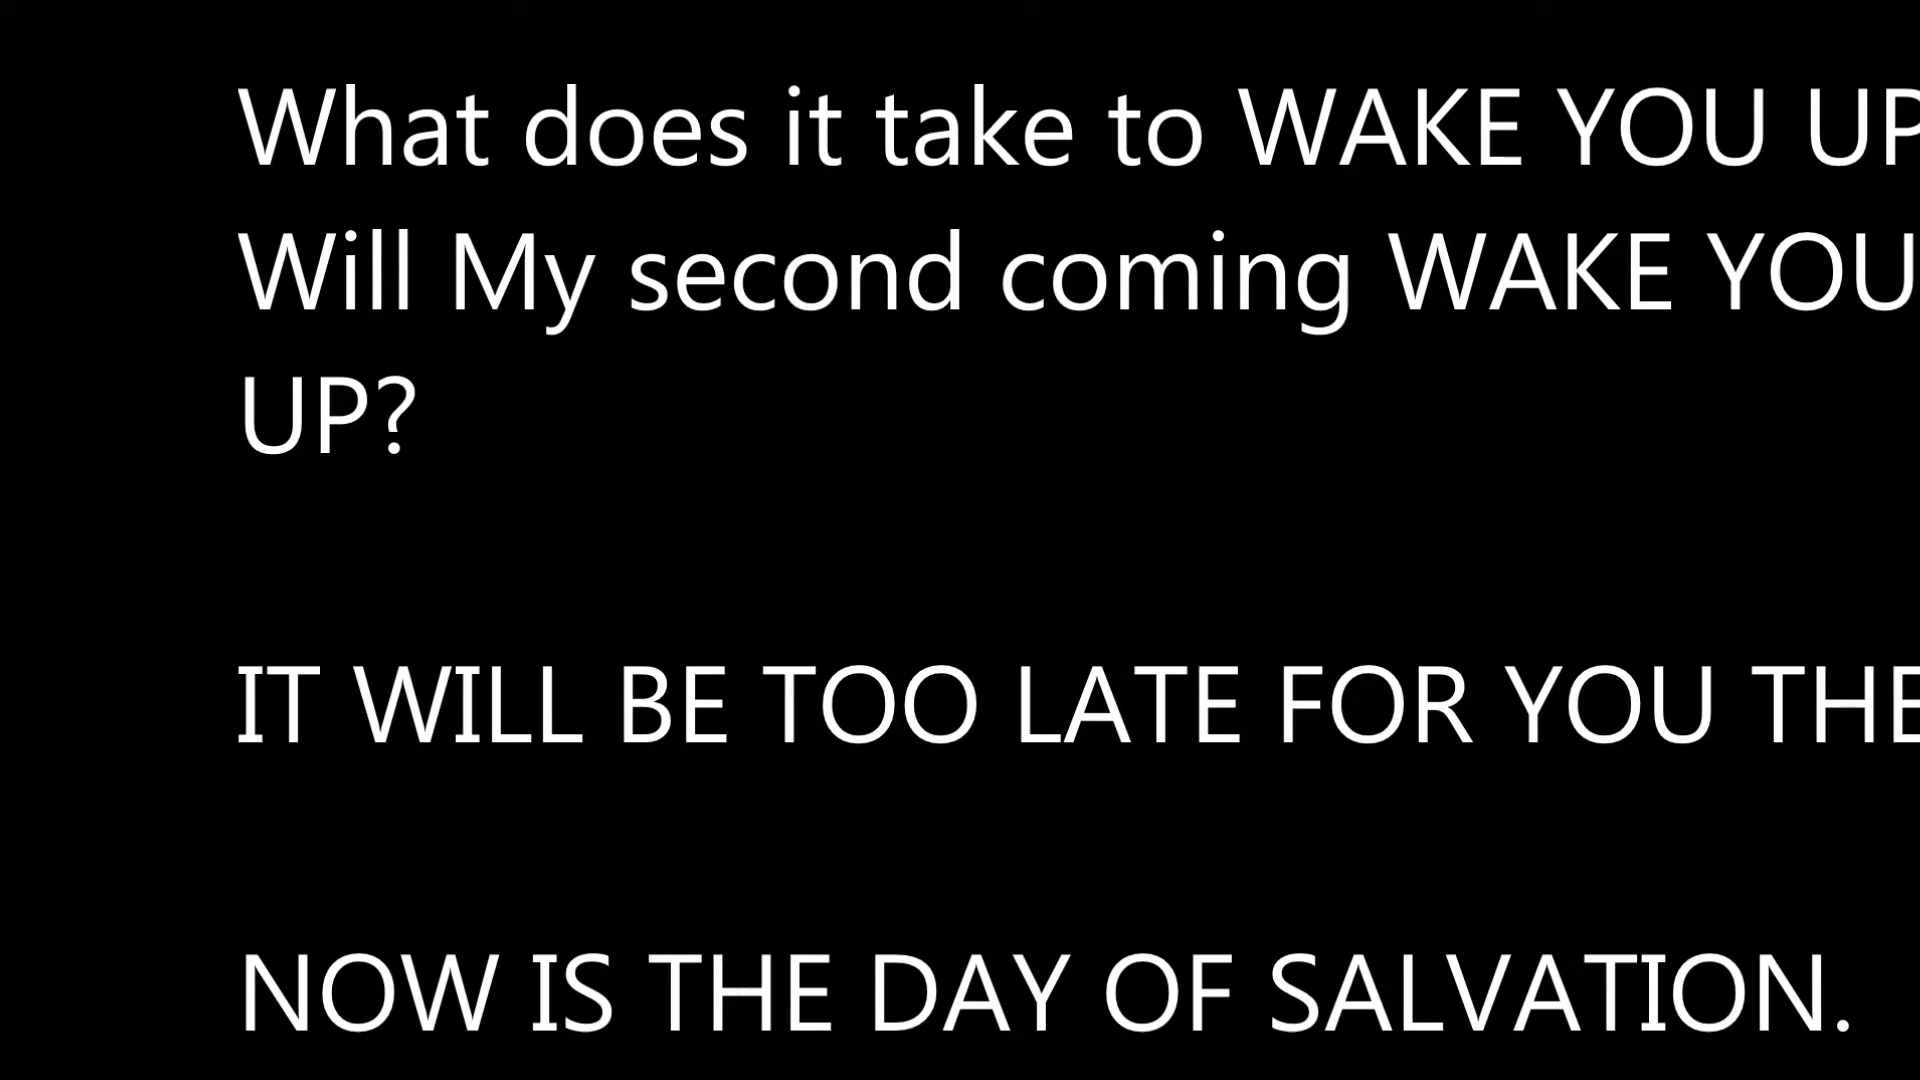 What does it take to WAKE YOU UP
Will My second coming WAKE YOU
UP?
IT WILL BE TOO LATE FOR YOU THE
NOW IS THE DAY OF SALVATION.